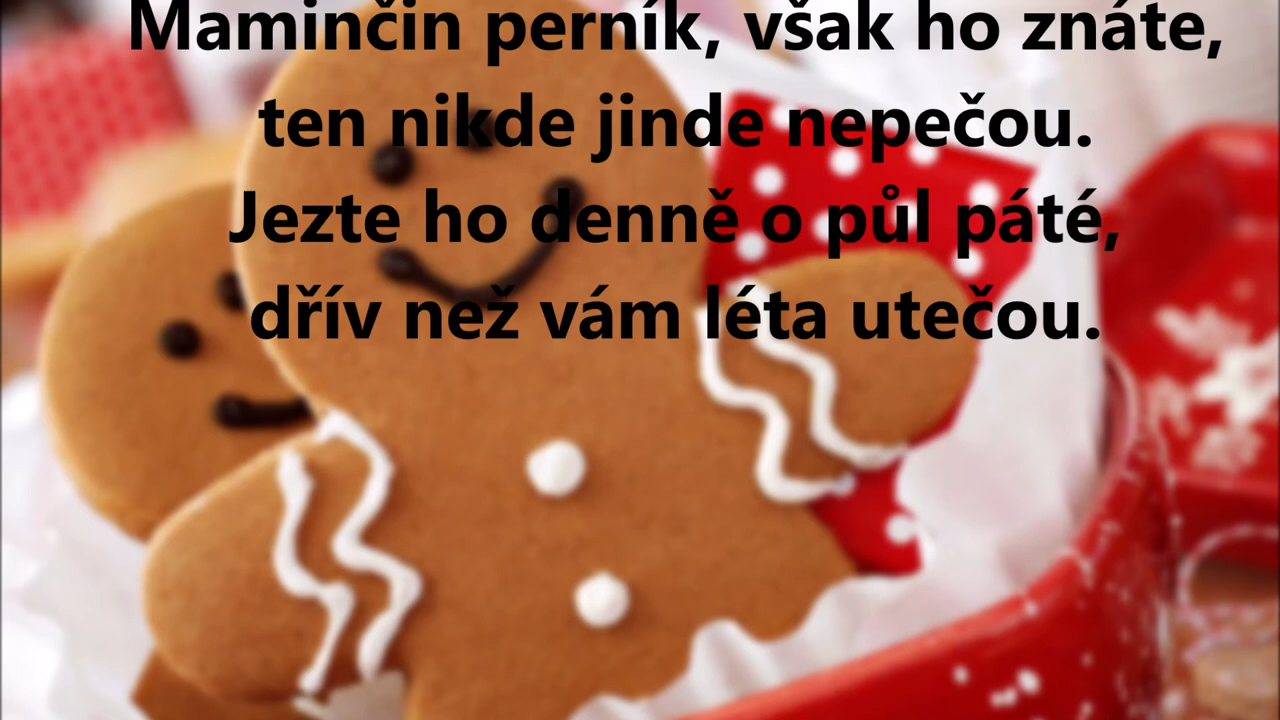 Maminčin perník, však ho znáte,
ten nikde jinde nepečou.
Jezte ho denně o půl páté,
dřív než vám léta utečou.